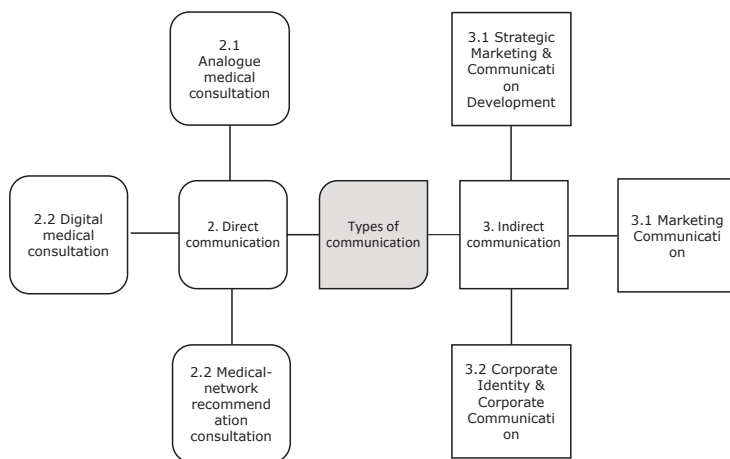 2.1
Analogue
medical
consultation
3.1 Strategic
Marketing &
Communicati
on
Development
2.2 Digital
medical
consultation
2. Direct
communication
Types of
communication
3. Indirect
communication
3.1 Marketing
Communicati
on
2.2 Medical-
network
recommend
ation
consultation
3.2 Corporate
Identity &
Corporate
Communicati
on